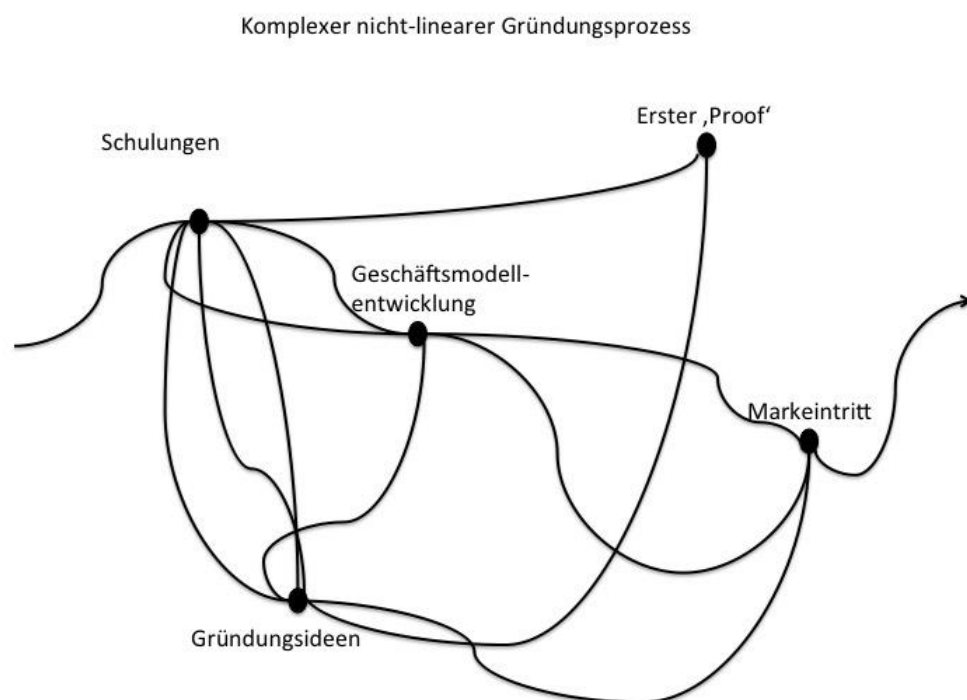 Komplexer nicht-linearer Gründungsprozess
Erster ‚Proof‘
Schulungen
Geschäftsmodell-
entwicklung
Markeintritt
Gründungsideen